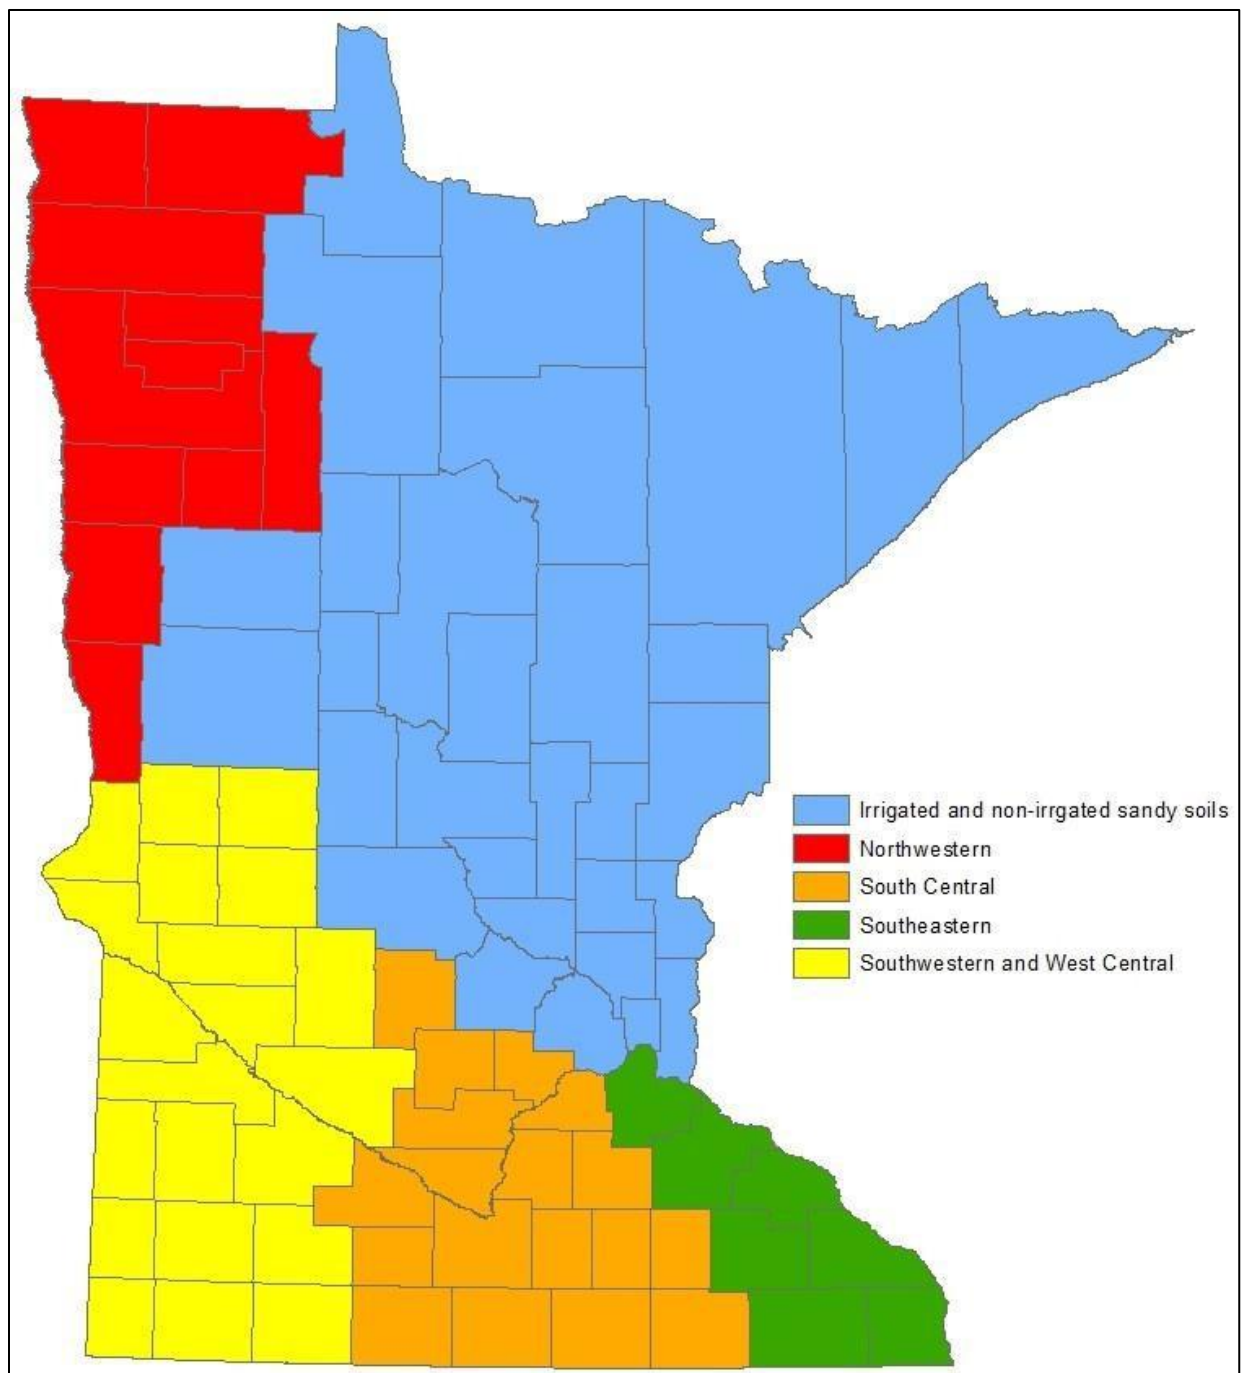 Irrigated and non-irrgated sandy soils
Northwestern
South Central
Southeastern
Southwestern and West Central